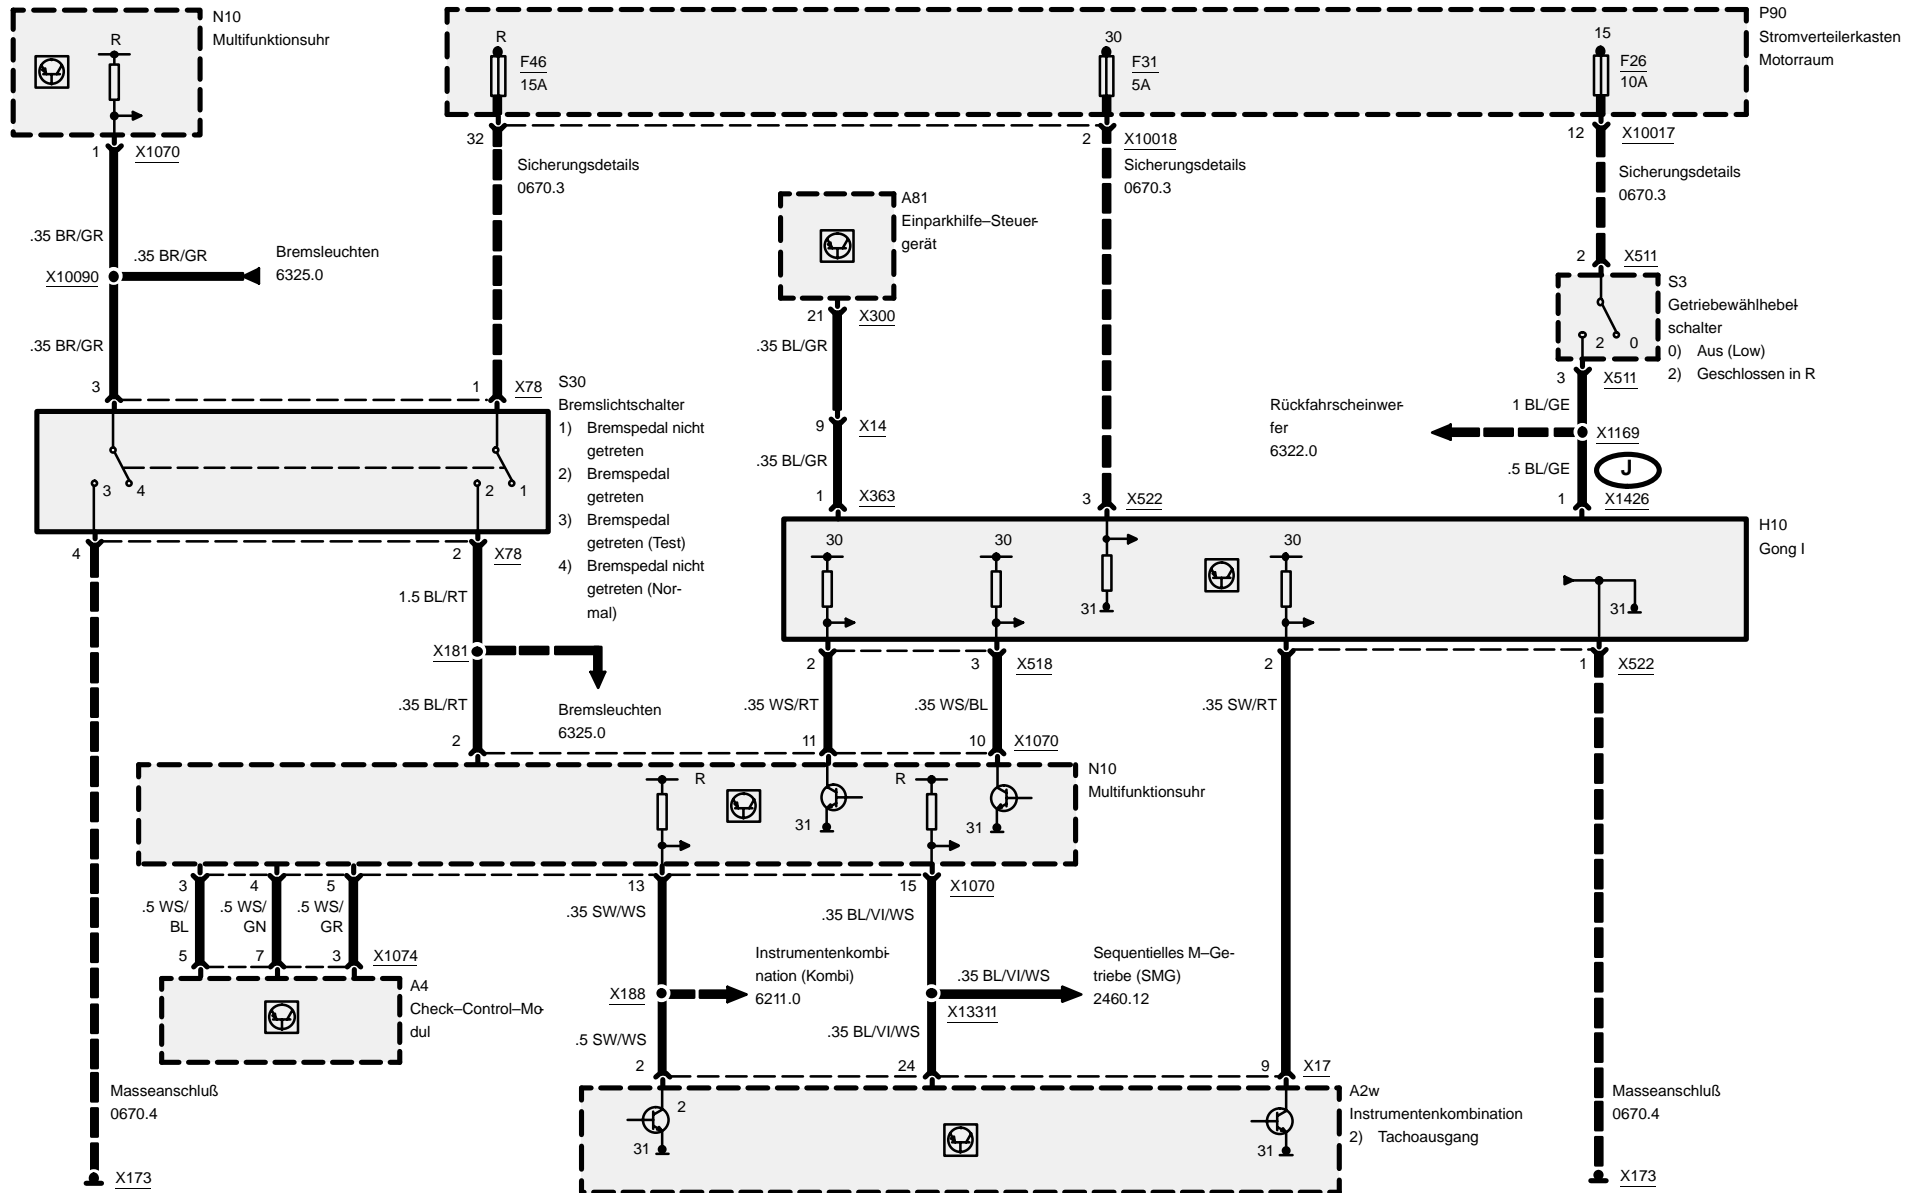 N10
Multifunktionsuhr
R
1
X1070
.35 BR/GR
.35 BR/GR
Bremsleuchten
6325.0
X10090
.35 BR/GR
3
P90
Stromverteilerkasten
Motorraum
R
F46
15A
30
F31
5A
15
F26
10A
32
2
X10018
12
X10017
Sicherungsdetails
0670.3
Sicherungsdetails
0670.3
Sicherungsdetails
0670.3
A81
Einparkhilfe–Steuer-
gerät
21
X300
.35 BL/GR
9
X14
.35 BL/GR
1
X363
3
X522
2
X511
S3
Getriebewählhebel-
schalter
0) Aus (Low)
2) Geschlossen in R
2
0
3
X511
1 BL/GE
Rückfahrscheinwer-
fer
6322.0
X1169
.5 BL/GE
J
1
X1426
1
X78
S30
Bremslichtschalter
1) Bremspedal nicht
getreten
2) Bremspedal
getreten
3) Bremspedal
getreten (Test)
4) Bremspedal nicht
getreten (Nor-
mal)
3
4
2
1
4
2
X78
1.5 BL/RT
X181
.35 BL/RT
Bremsleuchten
6325.0
2
H10
Gong I
30
30
31
30
31
2
3
X518
2
1
X522
.35 WS/RT
.35 WS/BL
.35 SW/RT
11
10
X1070
N10
Multifunktionsuhr
R
31
R
31
3
4
5
13
15
X1070
.5 WS/
BL
.5 WS/
GN
.5 WS/
GR
5
7
3
X1074
A4
Check–Control–Mo-
dul
.35 SW/WS
.35 BL/VI/WS
Instrumentenkombi-
nation (Kombi)
6211.0
X188
.5 SW/WS
Sequentielles M–Ge-
triebe (SMG)
2460.12
.35 BL/VI/WS
X13311
.35 BL/VI/WS
2
24
9
X17
A2w
Instrumentenkombination
2) Tachoausgang
2
31
31
Masseanschluß
0670.4
X173
Masseanschluß
0670.4
X173